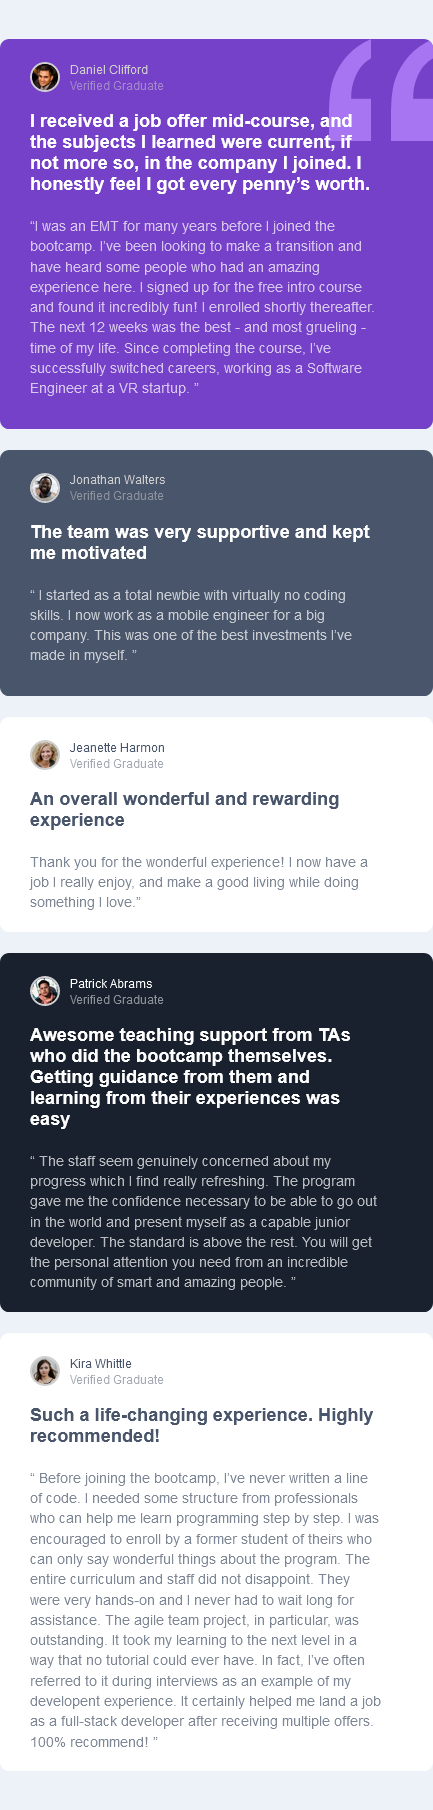 Daniel Clifford
Verified Graduate
I received a job offer mid-course, and
the subjects I learned were current, if
not more so, in the company I joined. I
honestly feel I got every penny’s worth.
“I was an EMT for many years before I joined the
bootcamp. I’ve been looking to make a transition and
have heard some people who had an amazing
experience here. I signed up for the free intro course
and found it incredibly fun! I enrolled shortly thereafter.
The next 12 weeks was the best - and most grueling -
time of my life. Since completing the course, I’ve
successfully switched careers, working as a Software
Engineer at a VR startup. ”
Jonathan Walters
Verified Graduate
The team was very supportive and kept
me motivated
“ I started as a total newbie with virtually no coding
skills. I now work as a mobile engineer for a big
company. This was one of the best investments I’ve
made in myself. ”
Jeanette Harmon
Verified Graduate
An overall wonderful and rewarding
experience
Thank you for the wonderful experience! I now have a
job I really enjoy, and make a good living while doing
something I love.”
Patrick Abrams
Verified Graduate
Awesome teaching support from TAs
who did the bootcamp themselves.
Getting guidance from them and
learning from their experiences was
easy
“ The staff seem genuinely concerned about my
progress which I find really refreshing. The program
gave me the confidence necessary to be able to go out
in the world and present myself as a capable junior
developer. The standard is above the rest. You will get
the personal attention you need from an incredible
community of smart and amazing people. ”
Kira Whittle
Verified Graduate
Such a life-changing experience. Highly
recommended!
“ Before joining the bootcamp, I’ve never written a line
of code. I needed some structure from professionals
who can help me learn programming step by step. I was
encouraged to enroll by a former student of theirs who
can only say wonderful things about the program. The
entire curriculum and staff did not disappoint. They
were very hands-on and I never had to wait long for
assistance. The agile team project, in particular, was
outstanding. It took my learning to the next level in a
way that no tutorial could ever have. In fact, I’ve often
referred to it during interviews as an example of my
developent experience. It certainly helped me land a job
as a full-stack developer after receiving multiple offers.
100% recommend! ”